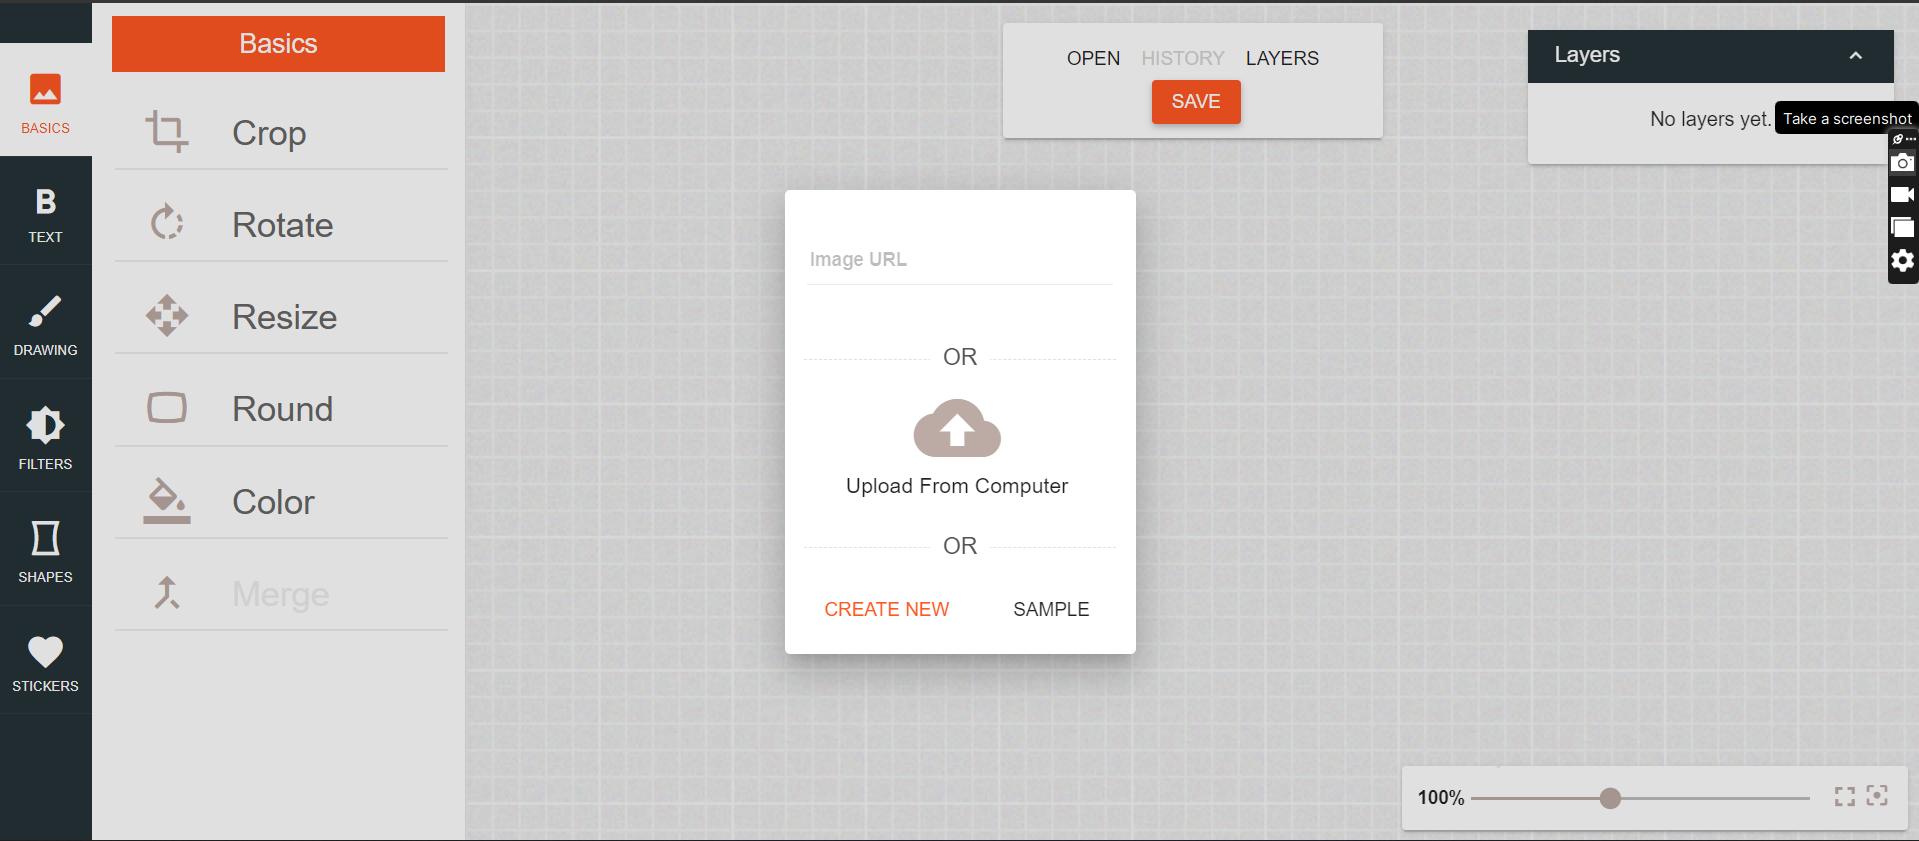 BASICS
B
TEXT
DRAWING
FILTERS
SHAPES
STICKERS
Basics
Crop
Rotate
Resize
Round
Color
Merge
OPEN HISTORY LAYERS
SAVE
Image URL
OR
Upload From Computer
OR
CREATE NEW SAMPLE
Layers
No layers yet.
Take a screenshot
100%